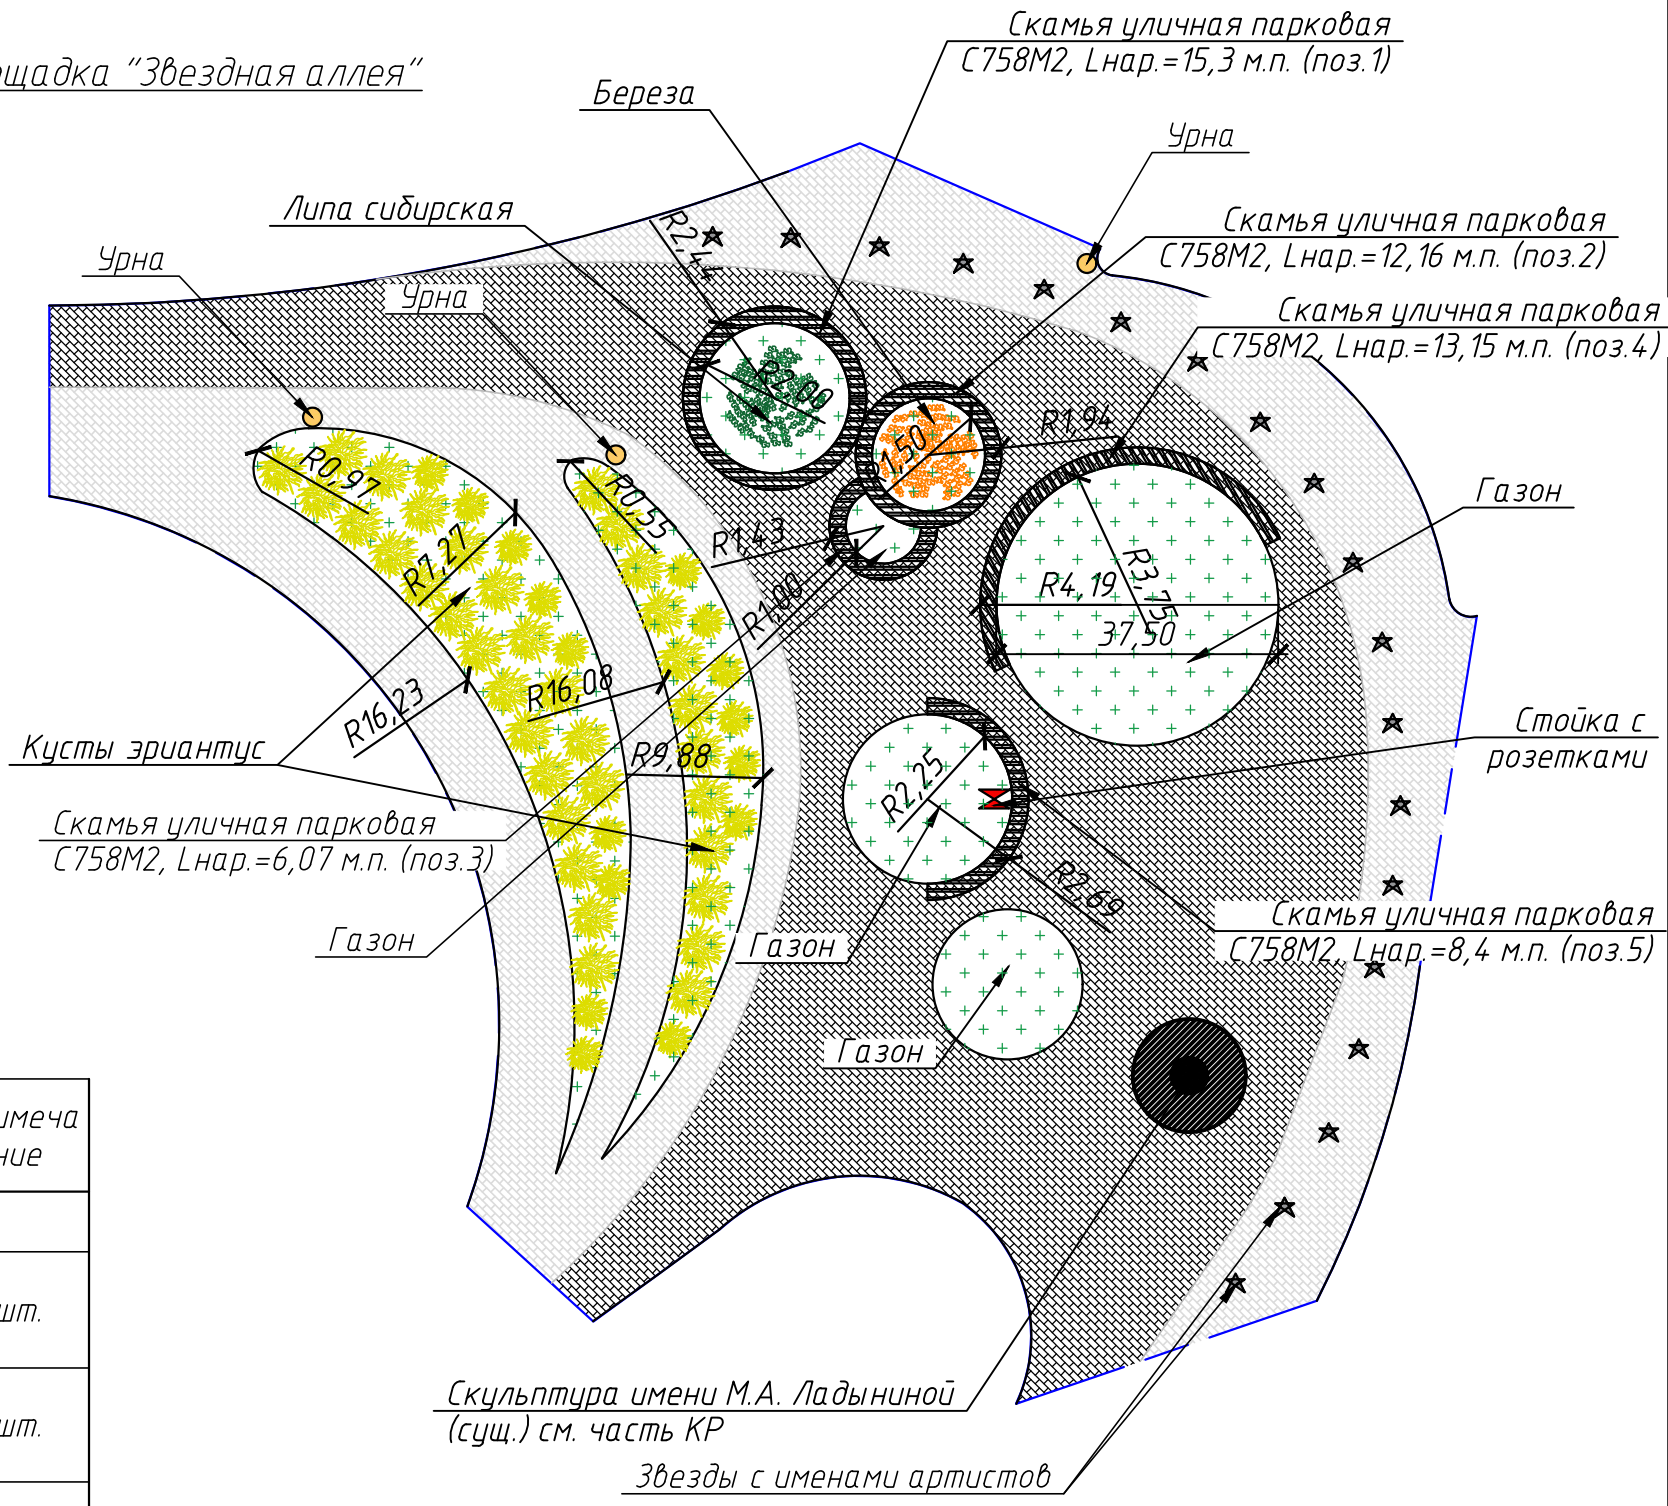 Скамья уличная парковая
С758М2, Lнар.=15,3 м.п. (поз.1)
ощадка "Звездная аллея"
Береза
Урна
Липа сибирская
Скамья уличная парковая
С758М2, Lнар.=12,16 м.п. (поз.2)
Урна
Урна
R2,44
Скамья уличная парковая
С758М2, Lнар.=13,15 м.п. (поз.4)
R2,00
R1,94
R1,50
R0,97
R0,55
Газон
R1,43
R7,27
R1,00
R4,19
R3,75
37,50
R16,08
R16,23
Кусты эриантус
R9,88
Стойка с
розетками
R2,25
Скамья уличная парковая
С758М2, Lнар.=6,07 м.п. (поз.3)
R2,69
Газон
Газон
Скамья уличная парковая
С758М2, Lнар.=8,4 м.п. (поз.5)
Газон
имеча
ние
шт.
шт.
Скульптура имени М.А. Ладыниной
(сущ.) см. часть КР
Звезды с именами артистов